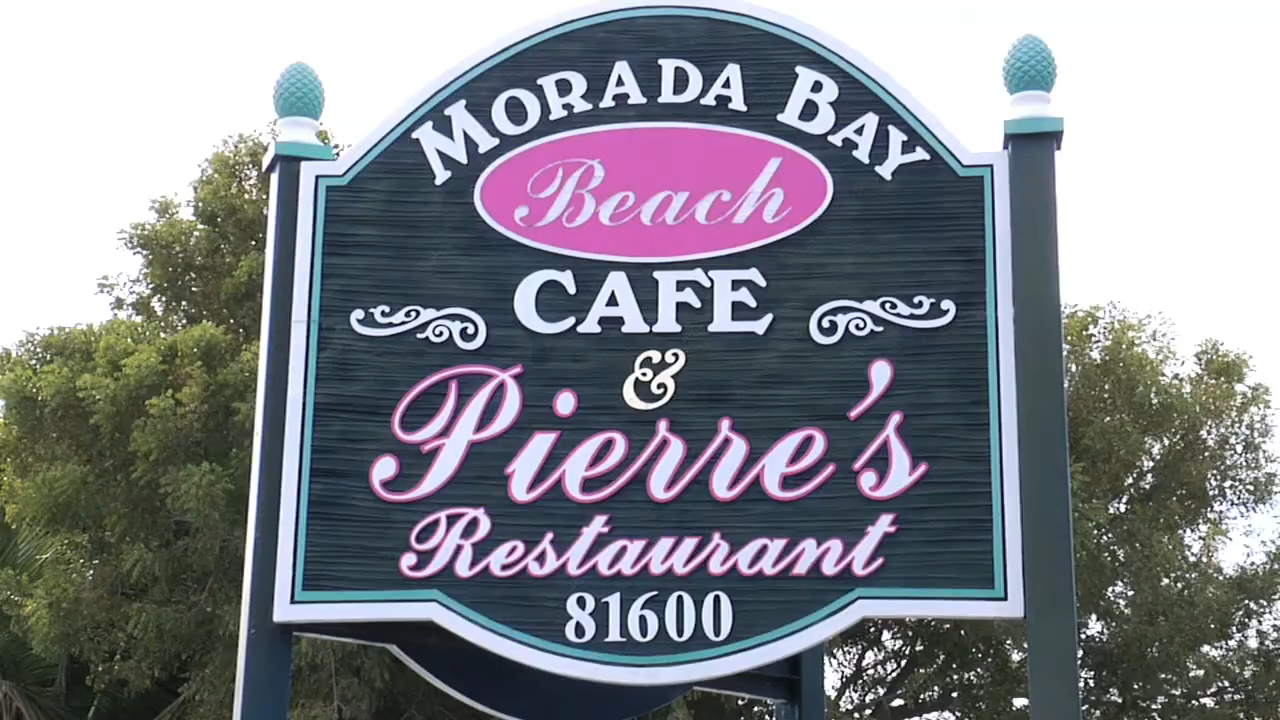 MORADA BAY
Beach
CAFE
&
Pierre's
Restaurant
81600